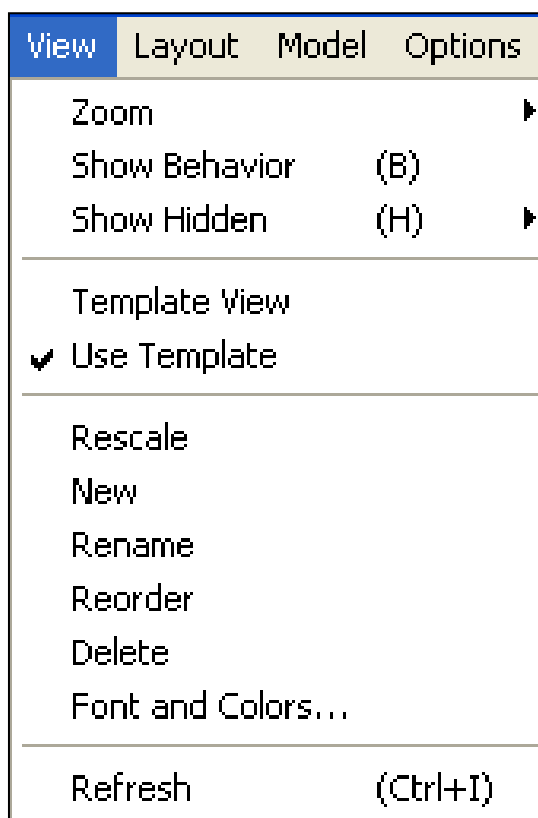 View Layout Model Options
Zoom
Show Behavior (B)
Show Hidden (H)
Template View
Use Template
Rescale
New
Rename
Reorder
Delete
Font and Colors...
Refresh (Ctrl+I)